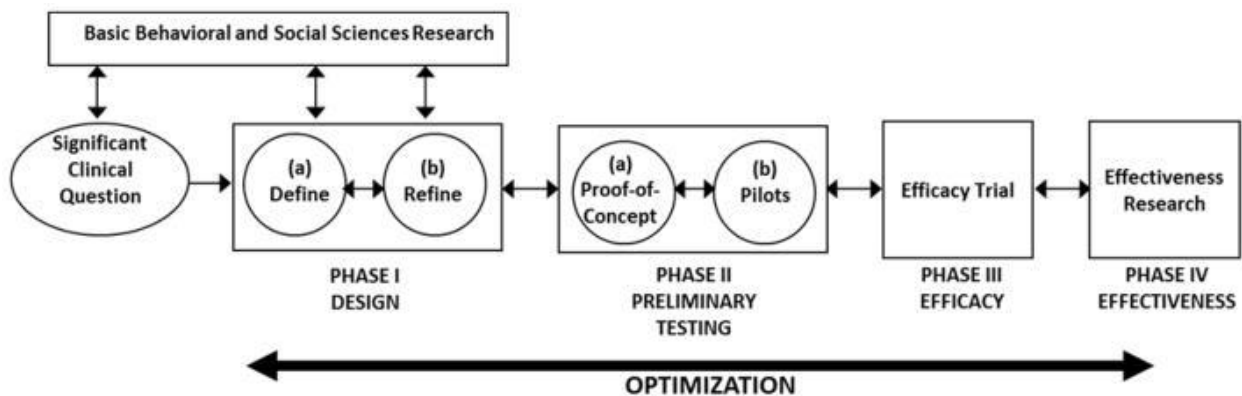 Basic Behavioral and Social Sciences Research
Significant
Clinical
Question
(a)
Define
(b)
Refine
(a)
Proof-of-
Concept
(b)
Pilots
Efficacy Trial
Effectiveness
Research
PHASE I
DESIGN
PHASE II
PRELIMINARY
TESTING
PHASE III
EFFICACY
PHASE IV
EFFECTIVENESS
OPTIMIZATION